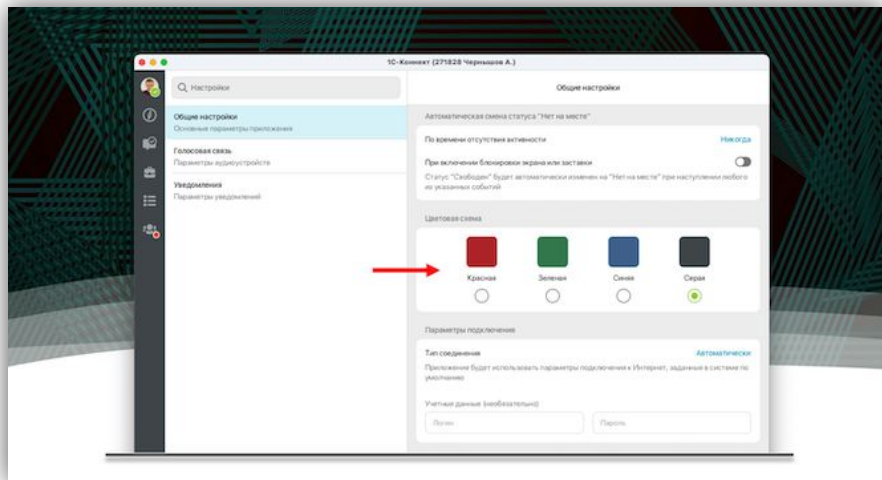 1С-Коннект (271828 Чернышов А.)
Настройки
Общие настройки
Основные параметры приложения
Голосовая связь
Параметры аудиоустройств
Уведомления
Параметры уведомлений
Общие настройки
Автоматическая смена статуса "Нет на месте"
По времени отсутствия активности
Никогда
При включении блокировки экрана или заставки
Статус "Свободен" будет автоматически изменен на "Нет на месте" при наступлении любого
из указанных событий
Цветовая схема
Красная
Зеленая
Синяя
Серая
Параметры подключения
Тип соединения
Автоматически
Приложение будет использовать параметры подключения к Интернет, заданные в системе по
умолчанию
Учетные данные (необязательно)
Логин
Пароль